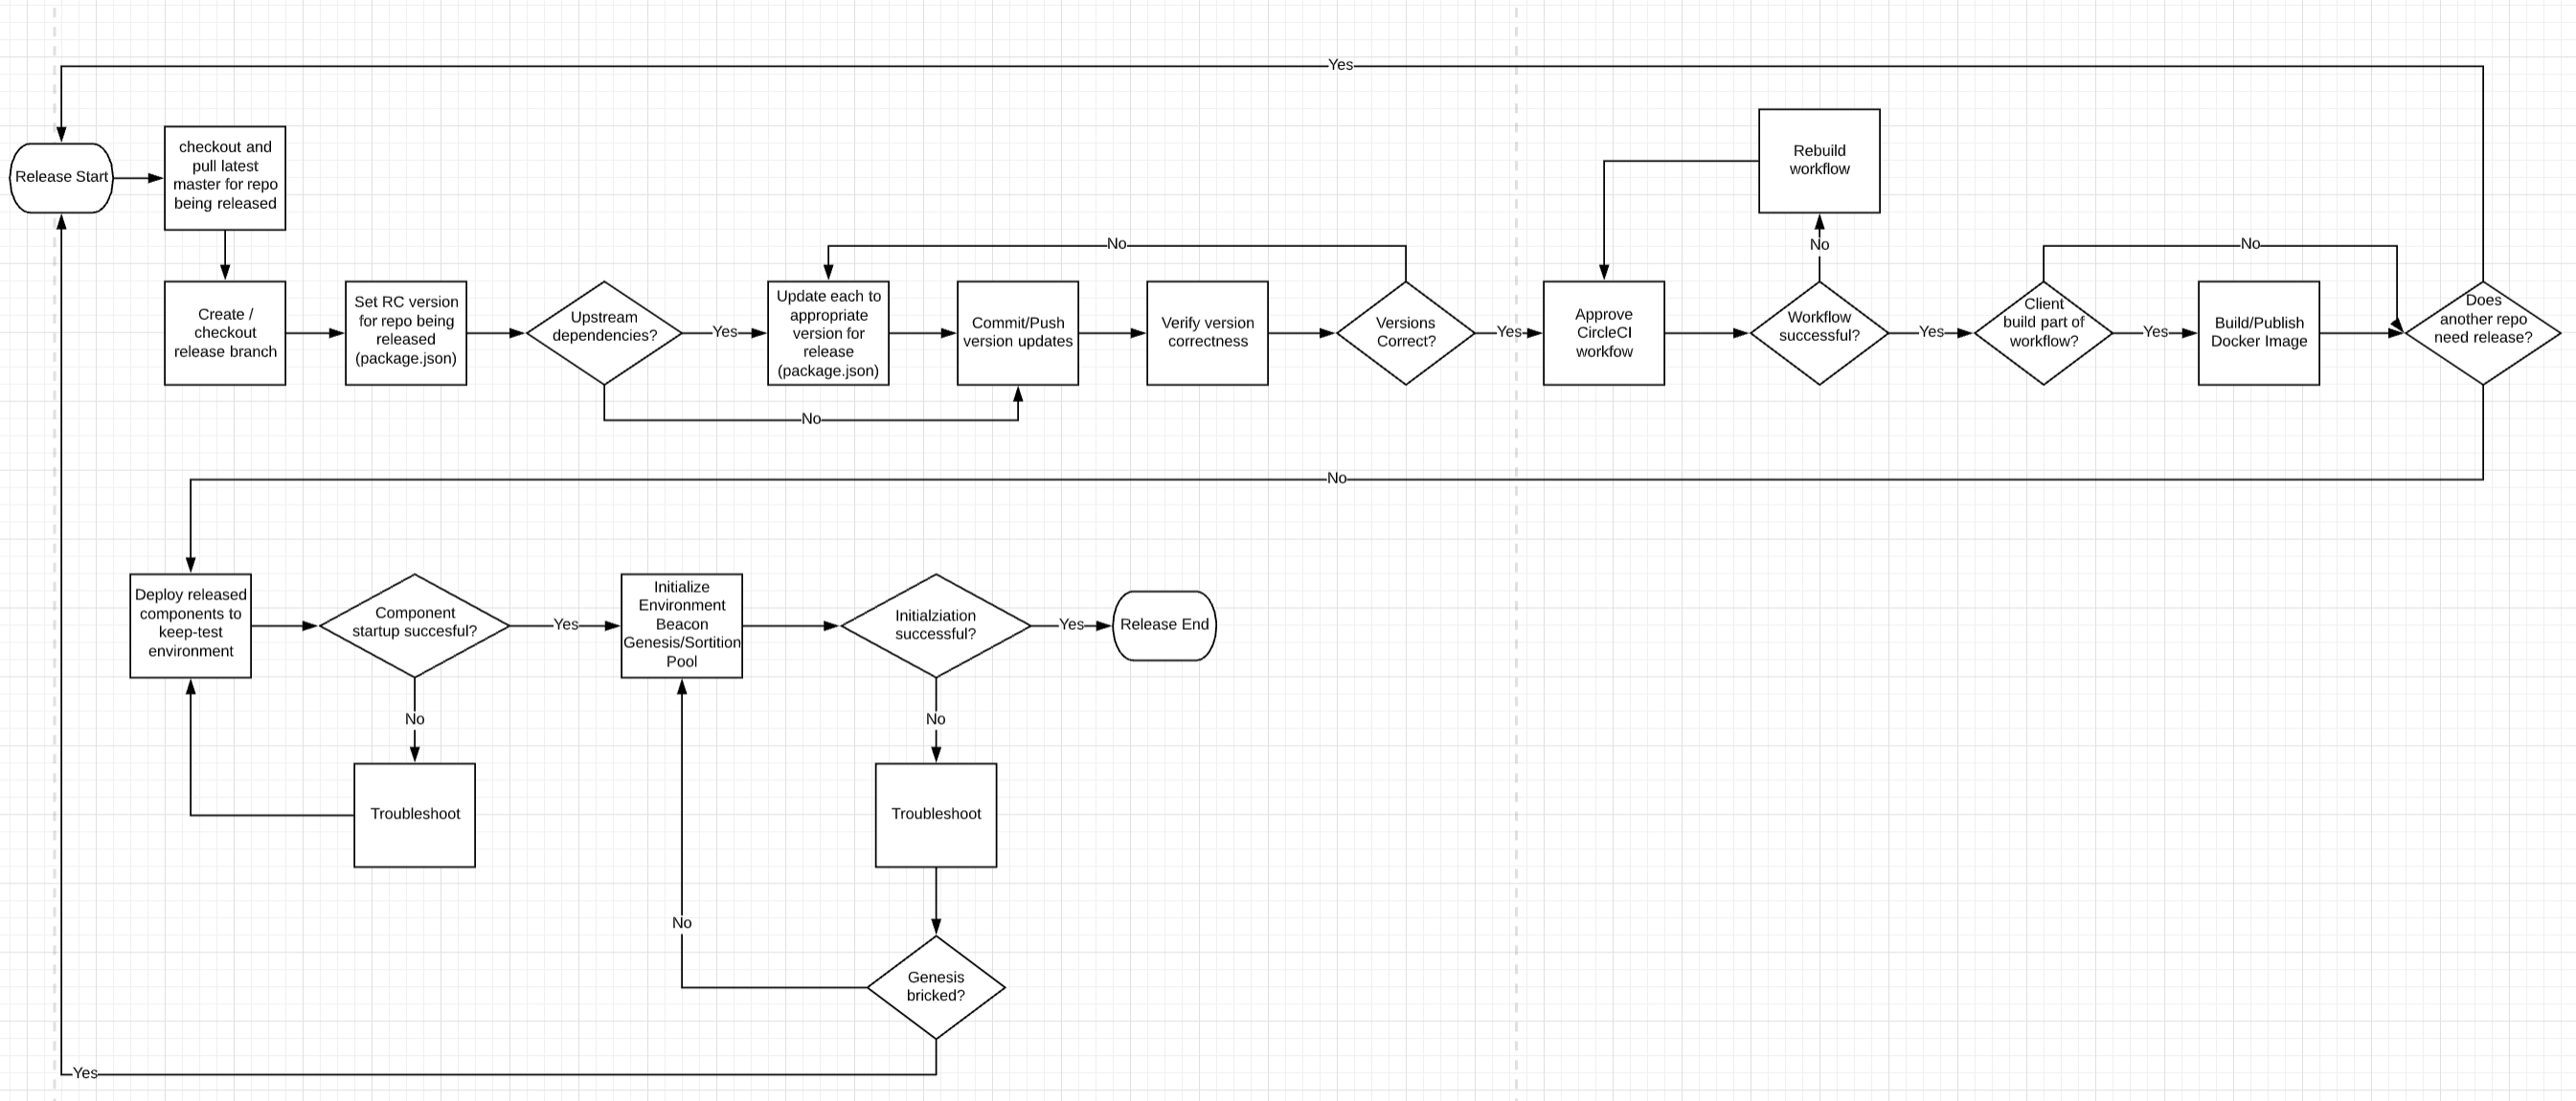 Yes
Release Start
checkout and
pull latest
master for repo
being released
Rebuild
workflow
No
No
No
Create /
checkout
release branch
Set RC version
for repo being
released
(package.json)
Upstream
dependencies?
Yes
Update each to
appropriate
version for
release
(package.json)
Commit/Push
version updates
Verify version
correctness
Versions
Correct?
Yes
Approve
CircleCI
workfow
Workflow
successful?
Yes
Client
build part of
workflow?
Yes
Build/Publish
Docker Image
Does
another repo
need release?
No
No
Deploy released
components to
keep-test
environment
Component
startup succesful?
Yes
Initialize
Environment
Beacon
Genesis/Sortition
Pool
Initialziation
successful?
Yes
Release End
No
No
Troubleshoot
Troubleshoot
No
Genesis
bricked?
Yes